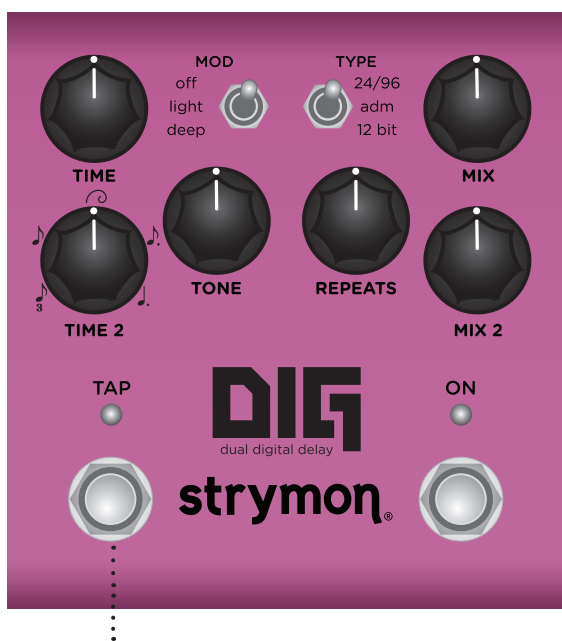 MOD
off
light
deep
TYPE
24/96
adm
12 bit
TIME
MIX
TONE
REPEATS
3
TIME 2
MIX 2
TAP
ON
DIG
dual digital delay
strymon®